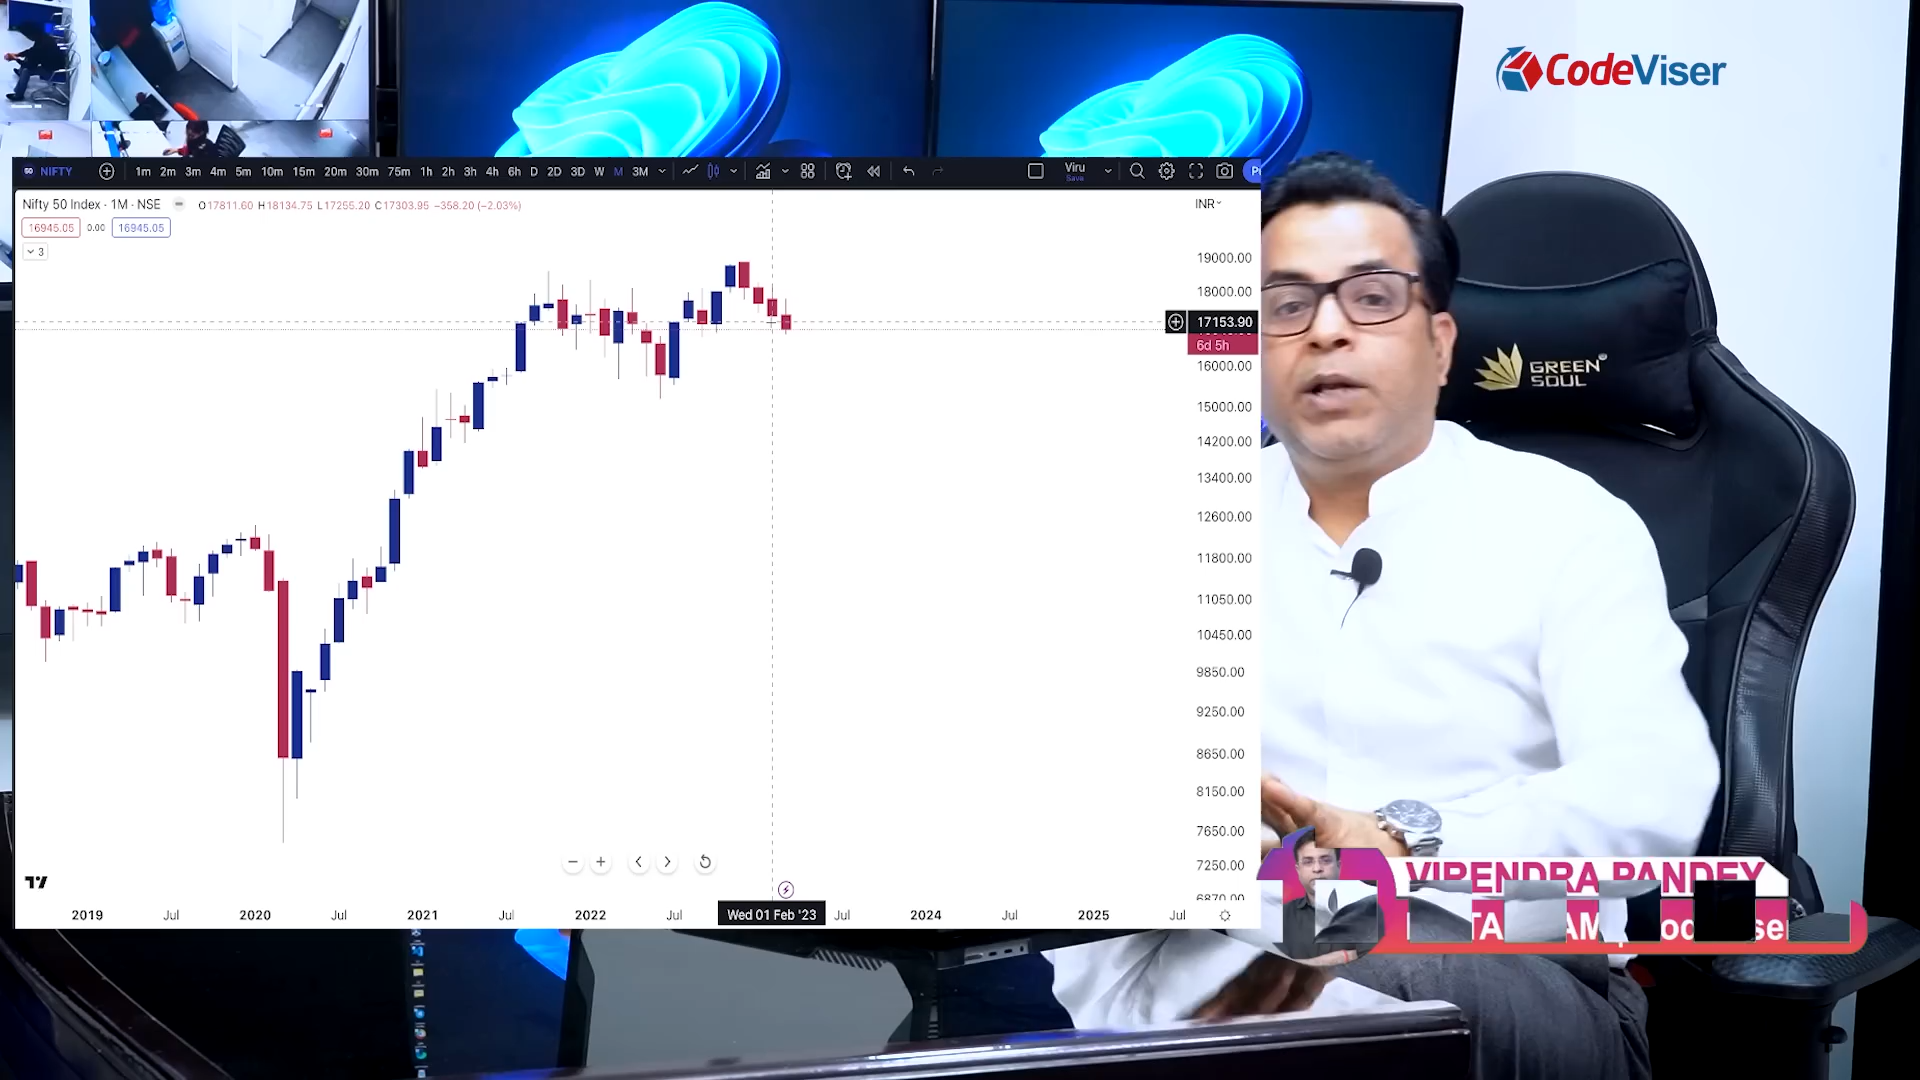 CodeViser
NIFTY 1m 2m 3m 4m 5m 10m 15m 20m 30m 75m 1h 2h 3h 4h 6h D 2D 3D W M 3M Viru
Save
Nifty 50 Index · 1M · NSE O17811.60 H18134.75 L17255.20 C17303.95 −358.20 (−2.03%) INR
16945.05 0.00 16945.05
3
19000.00
18000.00
17153.90
6d 5h
16000.00
15000.00
14200.00
13400.00
12600.00
11800.00
11050.00
10450.00
9850.00
9250.00
8650.00
8150.00
7650.00
7250.00
6870.00
2019 Jul 2020 Jul 2021 Jul 2022 Jul Wed 01 Feb '23 Jul 2024 Jul 2025 Jul
GREEN
SOUL
VIRENDRA PANDEY